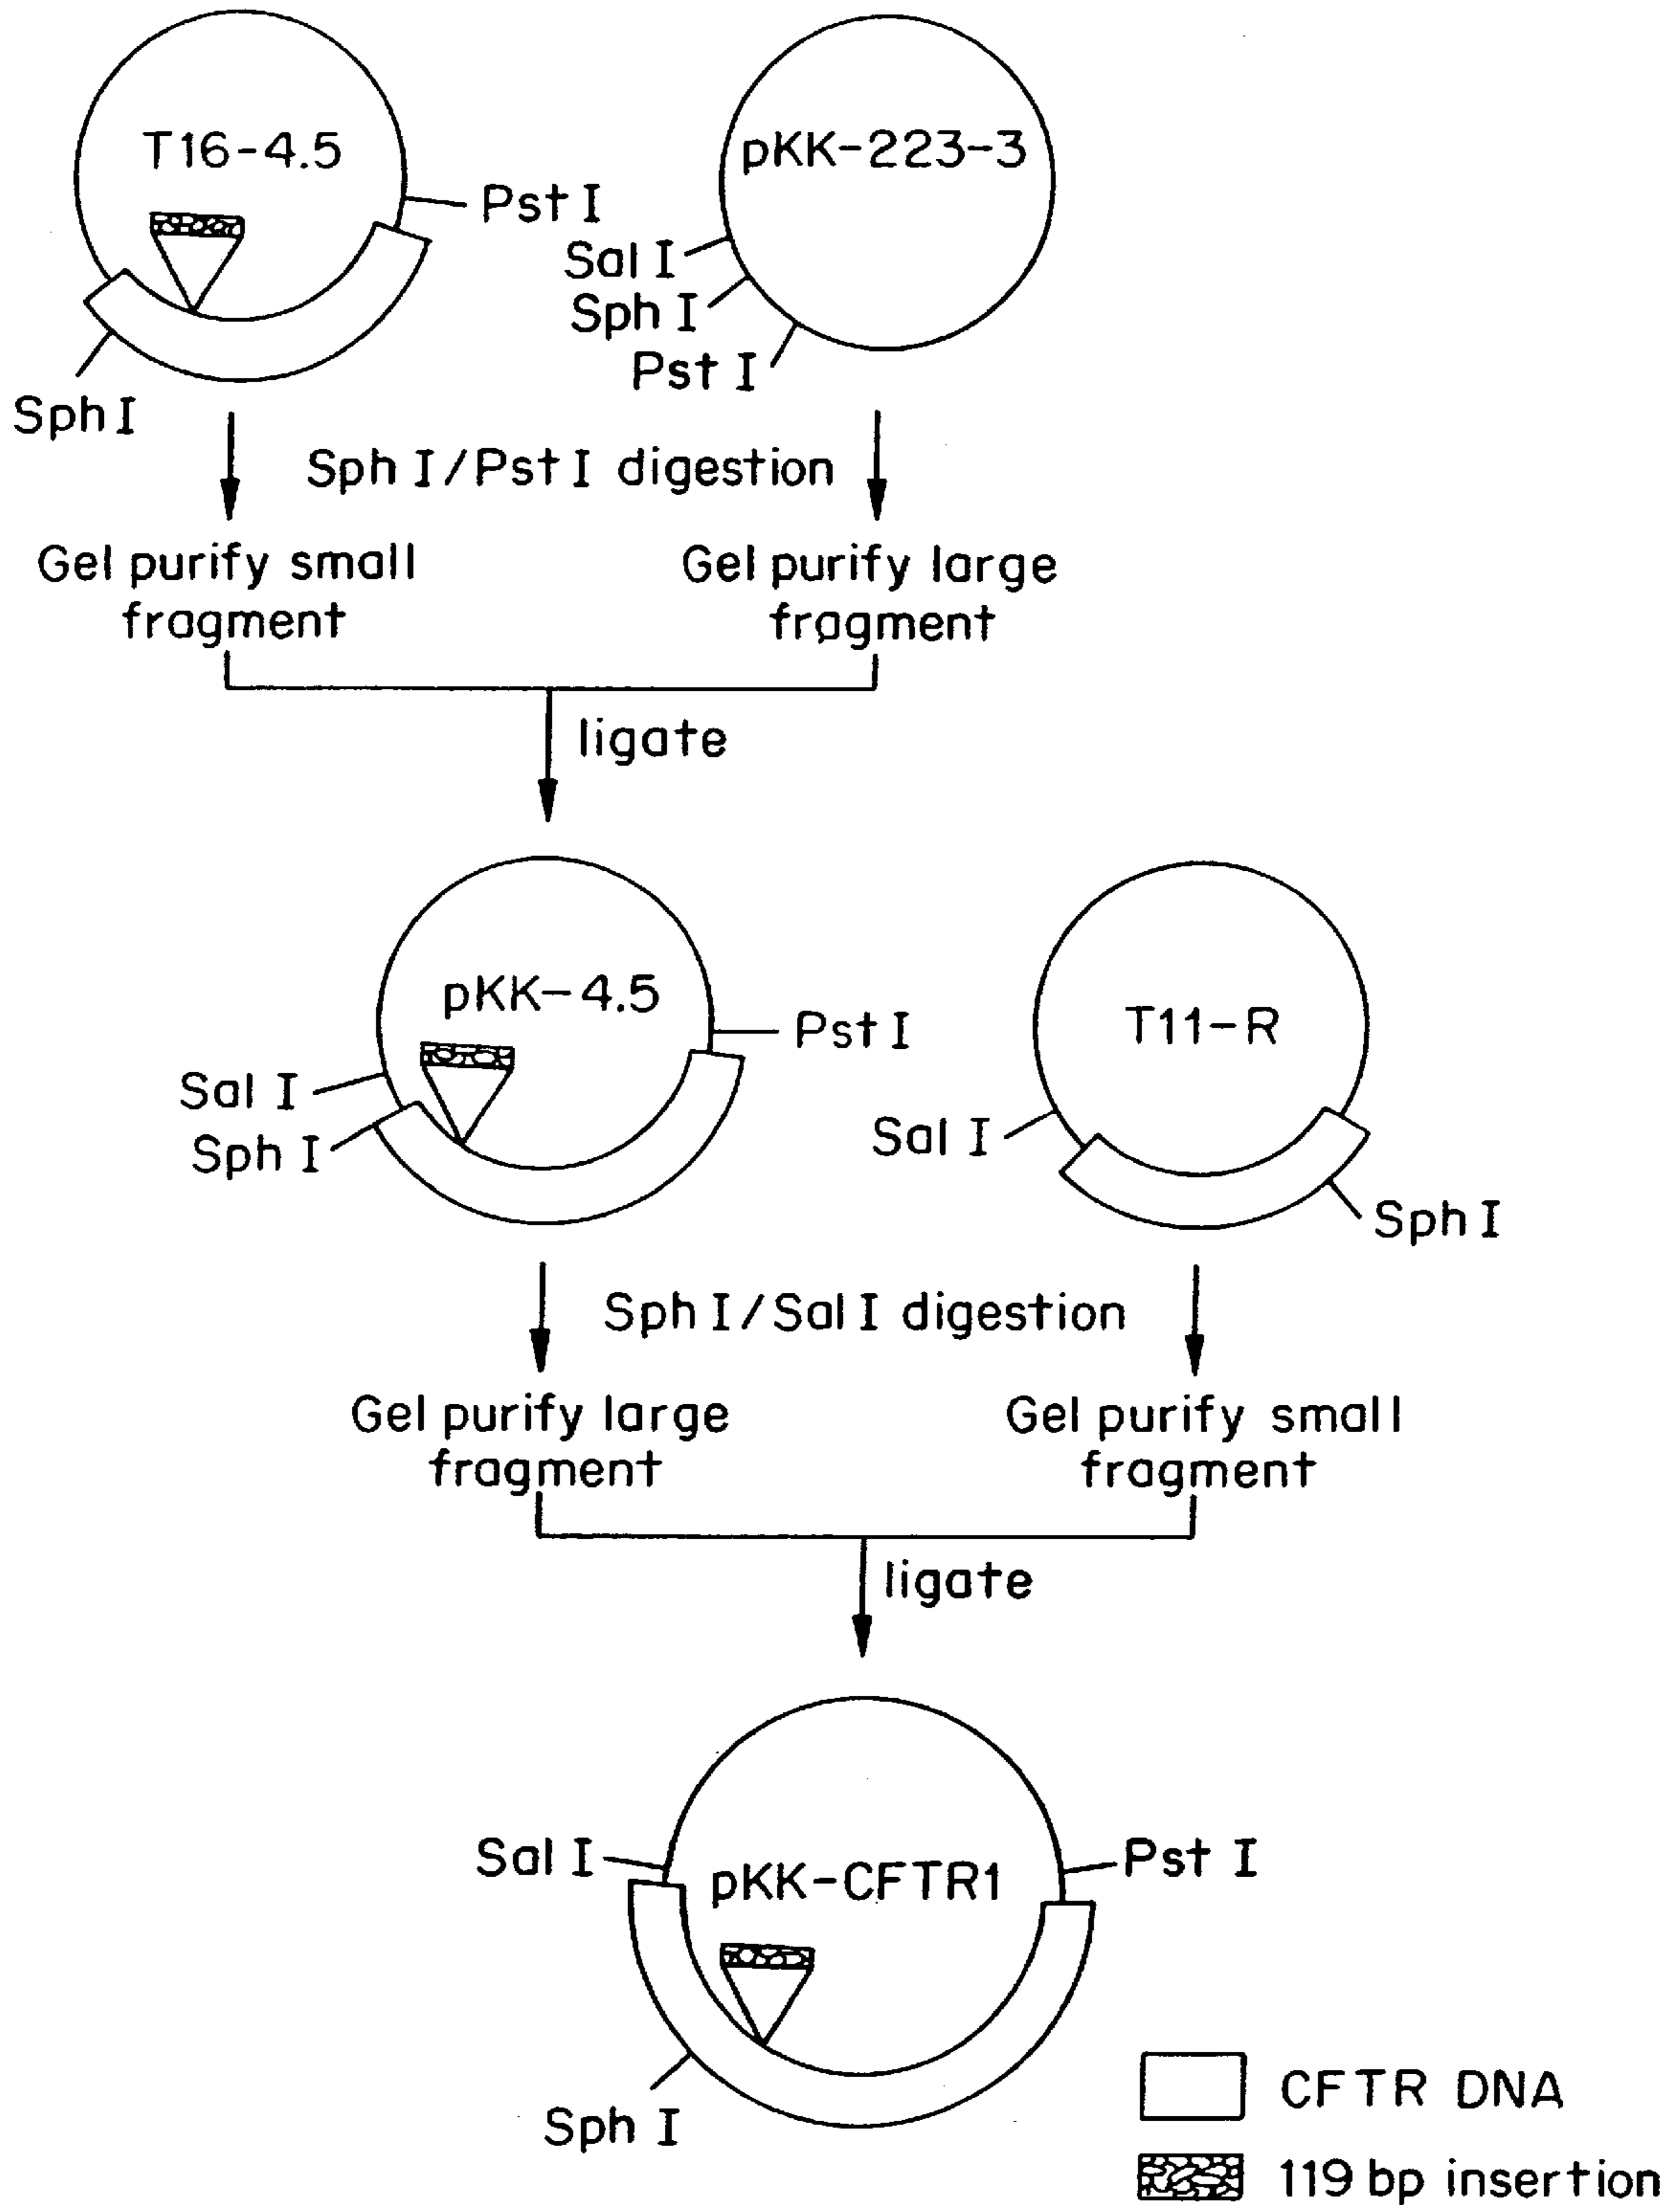 T16-4.5
Pst I
Sph I
pKK-223-3
Sal I
Sph I
Pst I
Sph I/Pst I digestion
Gel purify small
fragment
Gel purify large
fragment
ligate
pKK-4.5
Pst I
Sal I
Sph I
T11-R
Sal I
Sph I
Sph I/Sal I digestion
Gel purify large
fragment
Gel purify small
fragment
ligate
Sal I
pKK-CFTR1
Pst I
Sph I
CFTR DNA
119 bp insertion